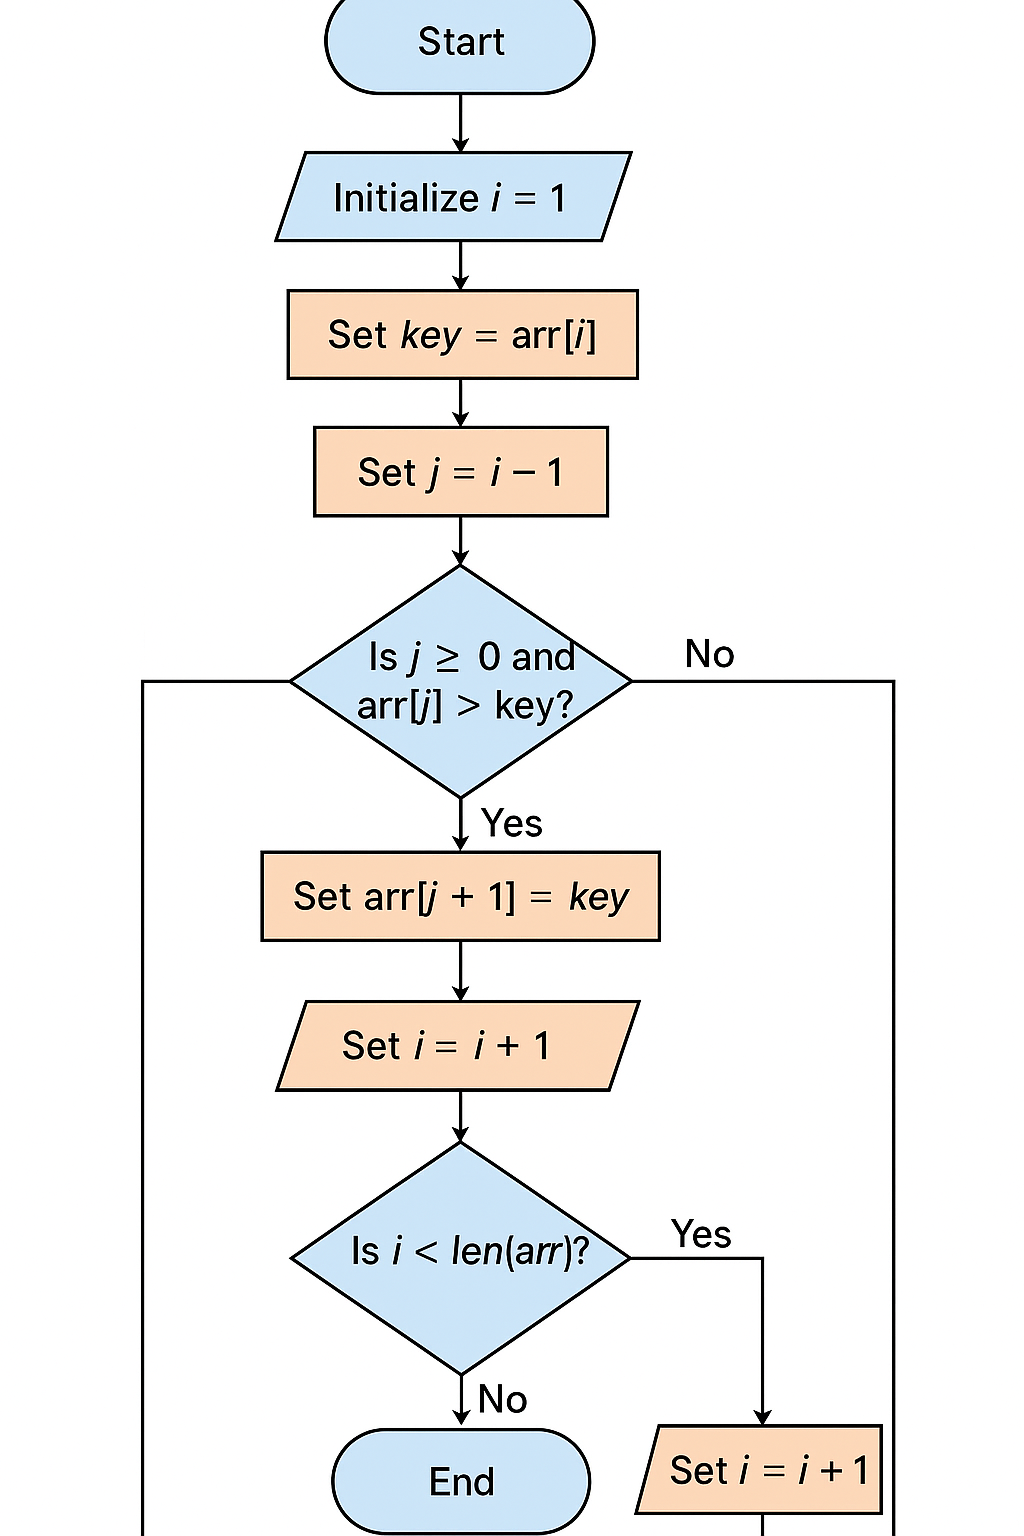 Start
Initialize i = 1
Set key = arr[i]
Set j = i − 1
Is j ≥ 0 and
arr[j] > key?
No
Yes
Set arr[j + 1] = key
Set i = i + 1
Is i < len(arr)?
Yes
No
End
Set i = i + 1